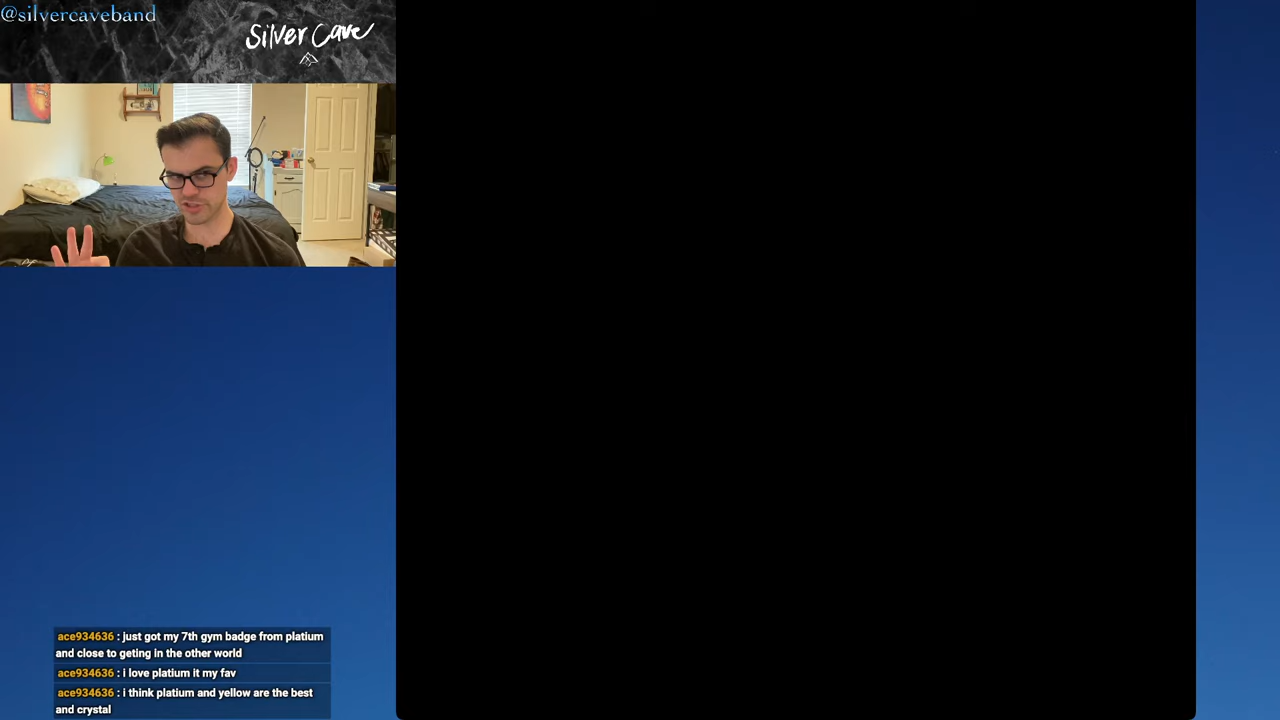 @silvercaveband
Silver Cave
ace934636 : just got my 7th gym badge from platium
and close to geting in the other world
ace934636 : i love platium it my fav
ace934636 : i think platium and yellow are the best
and crystal